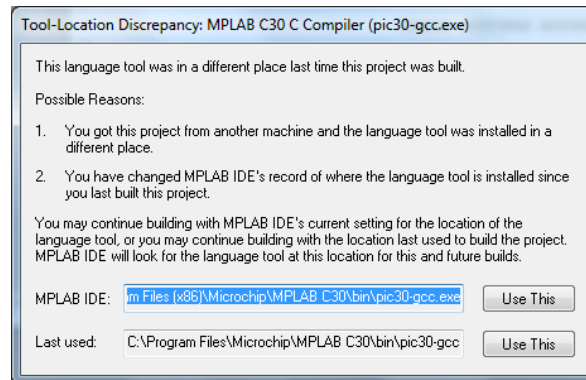 Tool-Location Discrepancy: MPLAB C30 C Compiler (pic30-gcc.exe)
This language tool was in a different place last time this project was built.
Possible Reasons:
1. You got this project from another machine and the language tool was installed in a
different place.
2. You have changed MPLAB IDE's record of where the language tool is installed since
you last built this project.
You may continue building with MPLAB IDE's current setting for the location of the
language tool, or you may continue building with the location last used to build the project.
MPLAB IDE will look for the language tool at this location for this and future builds.
MPLAB IDE: m Files (x86)\Microchip\MPLAB C30\bin\pic30-gcc.exe Use This
Last used: C:\Program Files\Microchip\MPLAB C30\bin\pic30-gcc Use This